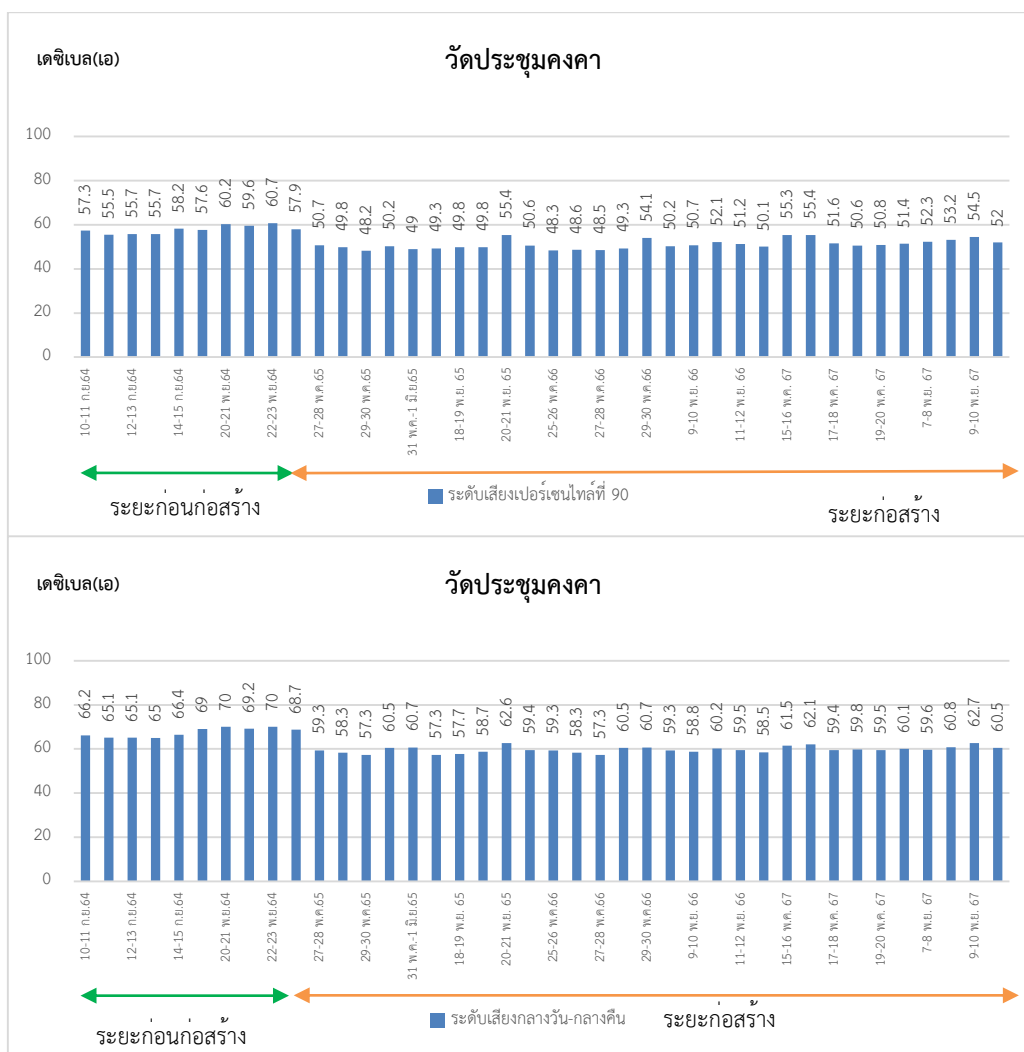 เดซิเบล(เอ)
วัดประชุมคงคา
100
80
60
40
20
0
57.3 55.5 55.7 55.7 58.2 57.6 60.2 59.6 60.7 57.9 50.7 49.8 48.2 50.2 49 49.3 49.8 49.8 55.4 50.6 48.3 48.6 48.5 49.3 54.1 50.2 50.7 52.1 51.2 50.1 55.3 55.4 51.6 50.6 50.8 51.4 52.3 53.2 54.5 52
10-11 ก.ย.64
12-13 ก.ย.64
14-15 ก.ย.64
20-21 พ.ย.64
22-23 พ.ย.64
27-28 พ.ค.65
29-30 พ.ค.65
31 พ.ค.-1 มิ.ย.65
18-19 พ.ย. 65
20-21 พ.ย. 65
25-26 พ.ค.66
27-28 พ.ค.66
29-30 พ.ค.66
9-10 พ.ย. 66
11-12 พ.ย. 66
15-16 พ.ค. 67
17-18 พ.ค. 67
19-20 พ.ค. 67
7-8 พ.ย. 67
9-10 พ.ย. 67
ระยะก่อนก่อสร้าง
ระดับเสียงเปอร์เซนไทล์ที่ 90
ระยะก่อสร้าง
เดซิเบล(เอ)
วัดประชุมคงคา
100
80
60
40
20
0
66.2 65.1 65.1 65 66.4 69 70 69.2 70 68.7 59.3 58.3 57.3 60.5 60.7 57.3 57.7 58.7 62.6 59.4 59.3 58.3 57.3 60.5 60.7 59.3 58.8 60.2 59.5 58.5 61.5 62.1 59.4 59.8 59.5 60.1 59.6 60.8 62.7 60.5
10-11 ก.ย.64
12-13 ก.ย.64
14-15 ก.ย.64
20-21 พ.ย.64
22-23 พ.ย.64
27-28 พ.ค.65
29-30 พ.ค.65
31 พ.ค.-1 มิ.ย.65
18-19 พ.ย. 65
20-21 พ.ย. 65
25-26 พ.ค.66
27-28 พ.ค.66
29-30 พ.ค.66
9-10 พ.ย. 66
11-12 พ.ย. 66
15-16 พ.ค. 67
17-18 พ.ค. 67
19-20 พ.ค. 67
7-8 พ.ย. 67
9-10 พ.ย. 67
ระยะก่อนก่อสร้าง
ระดับเสียงกลางวัน-กลางคืน
ระยะก่อสร้าง